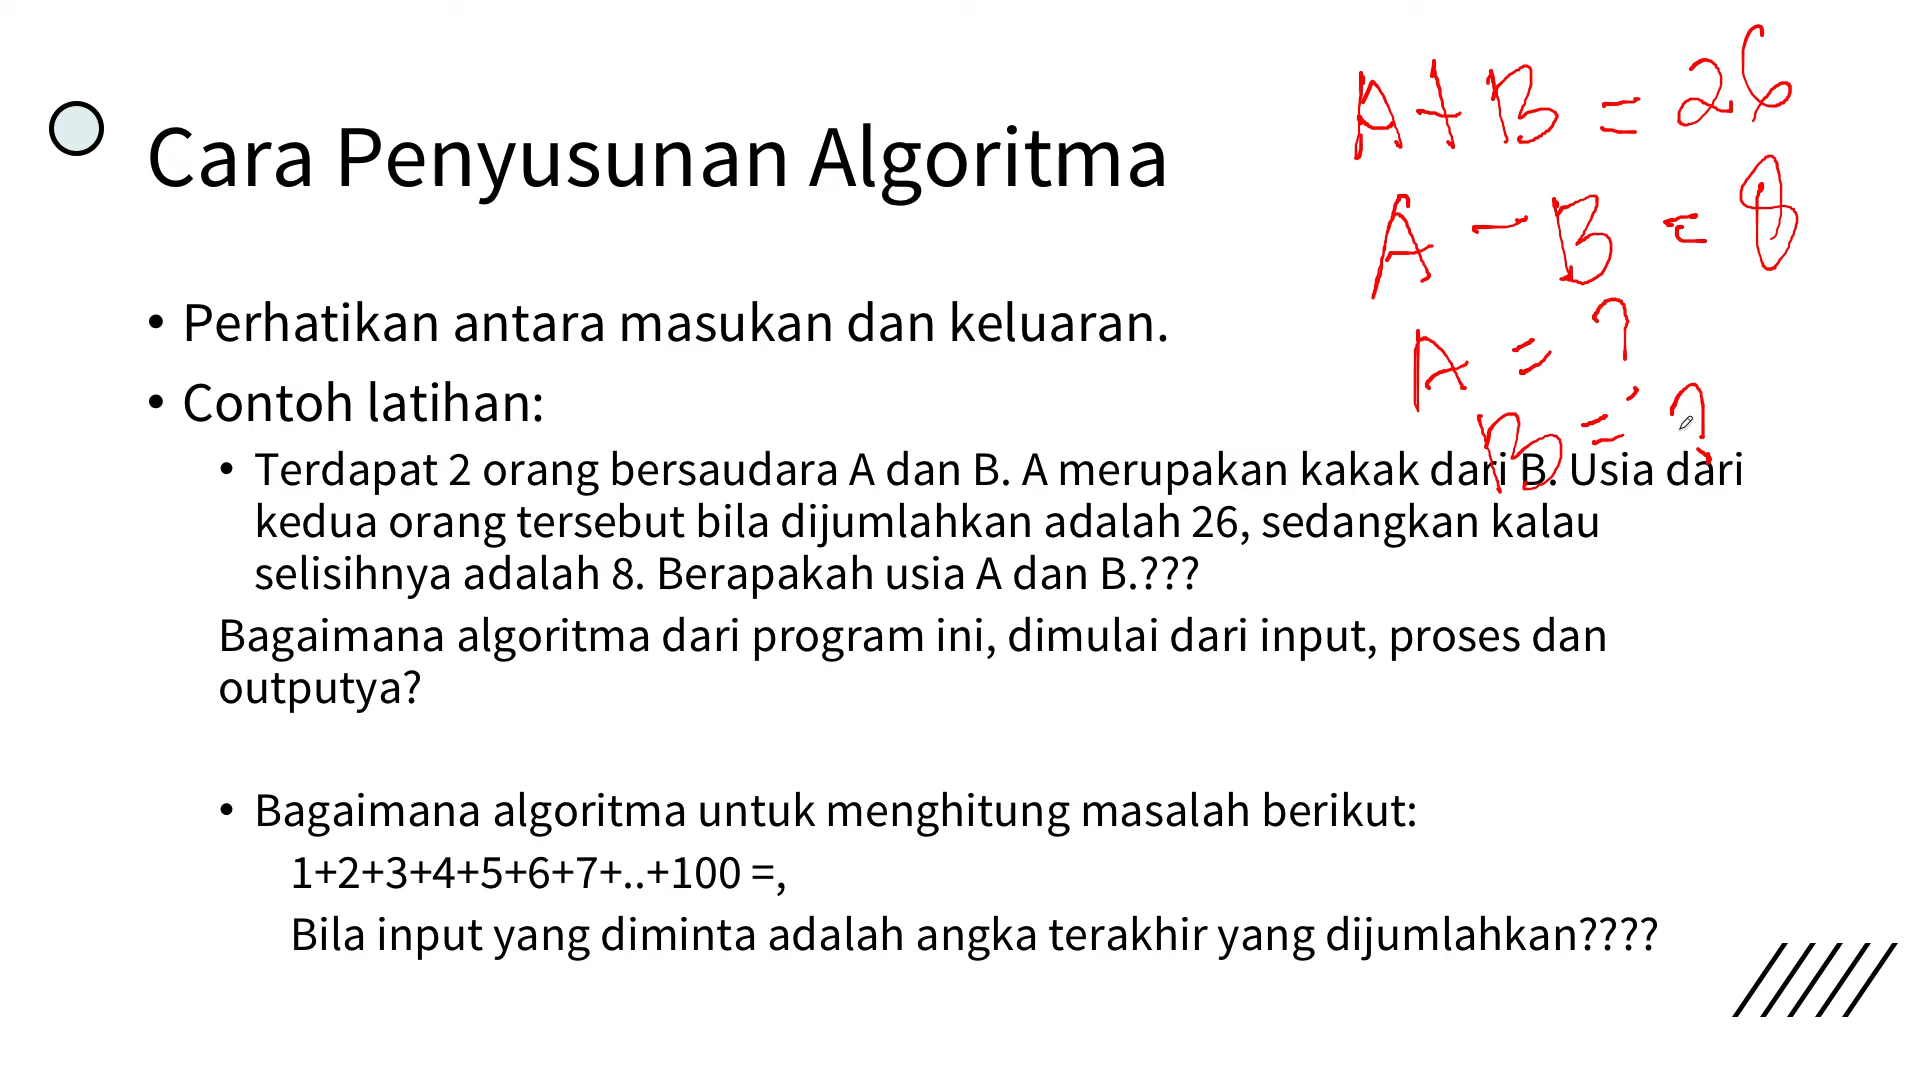 Cara Penyusunan Algoritma
A + B = 26
A - B = 8
A = ?
B = ?
• Perhatikan antara masukan dan keluaran.
• Contoh latihan:
• Terdapat 2 orang bersaudara A dan B. A merupakan kakak dari B. Usia dari
kedua orang tersebut bila dijumlahkan adalah 26, sedangkan kalau
selisihnya adalah 8. Berapakah usia A dan B.???
Bagaimana algoritma dari program ini, dimulai dari input, proses dan
outputya?
• Bagaimana algoritma untuk menghitung masalah berikut:
1+2+3+4+5+6+7+..+100 =,
Bila input yang diminta adalah angka terakhir yang dijumlahkan????